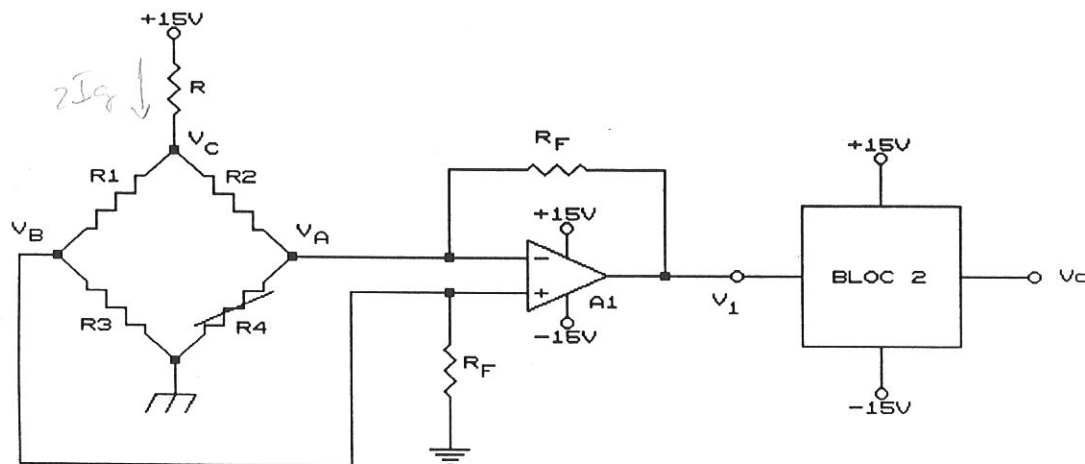 +15V
2Ig
R
VC
R1
R2
RF
+15V
VB
VA
+15V
-
+
A1
V1
BLOC 2
Vo
R3
R4
-15V
RF
-15V